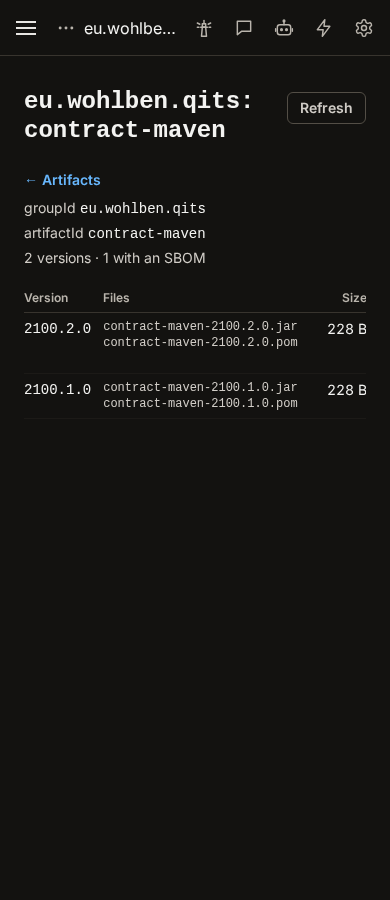 eu.wohlbe...
eu.wohlben.qits:
contract-maven
Refresh
← Artifacts
groupId eu.wohlben.qits
artifactId contract-maven
2 versions · 1 with an SBOM
Version Files Size
2100.2.0 contract-maven-2100.2.0.jar 228 B
contract-maven-2100.2.0.pom
2100.1.0 contract-maven-2100.1.0.jar 228 B
contract-maven-2100.1.0.pom